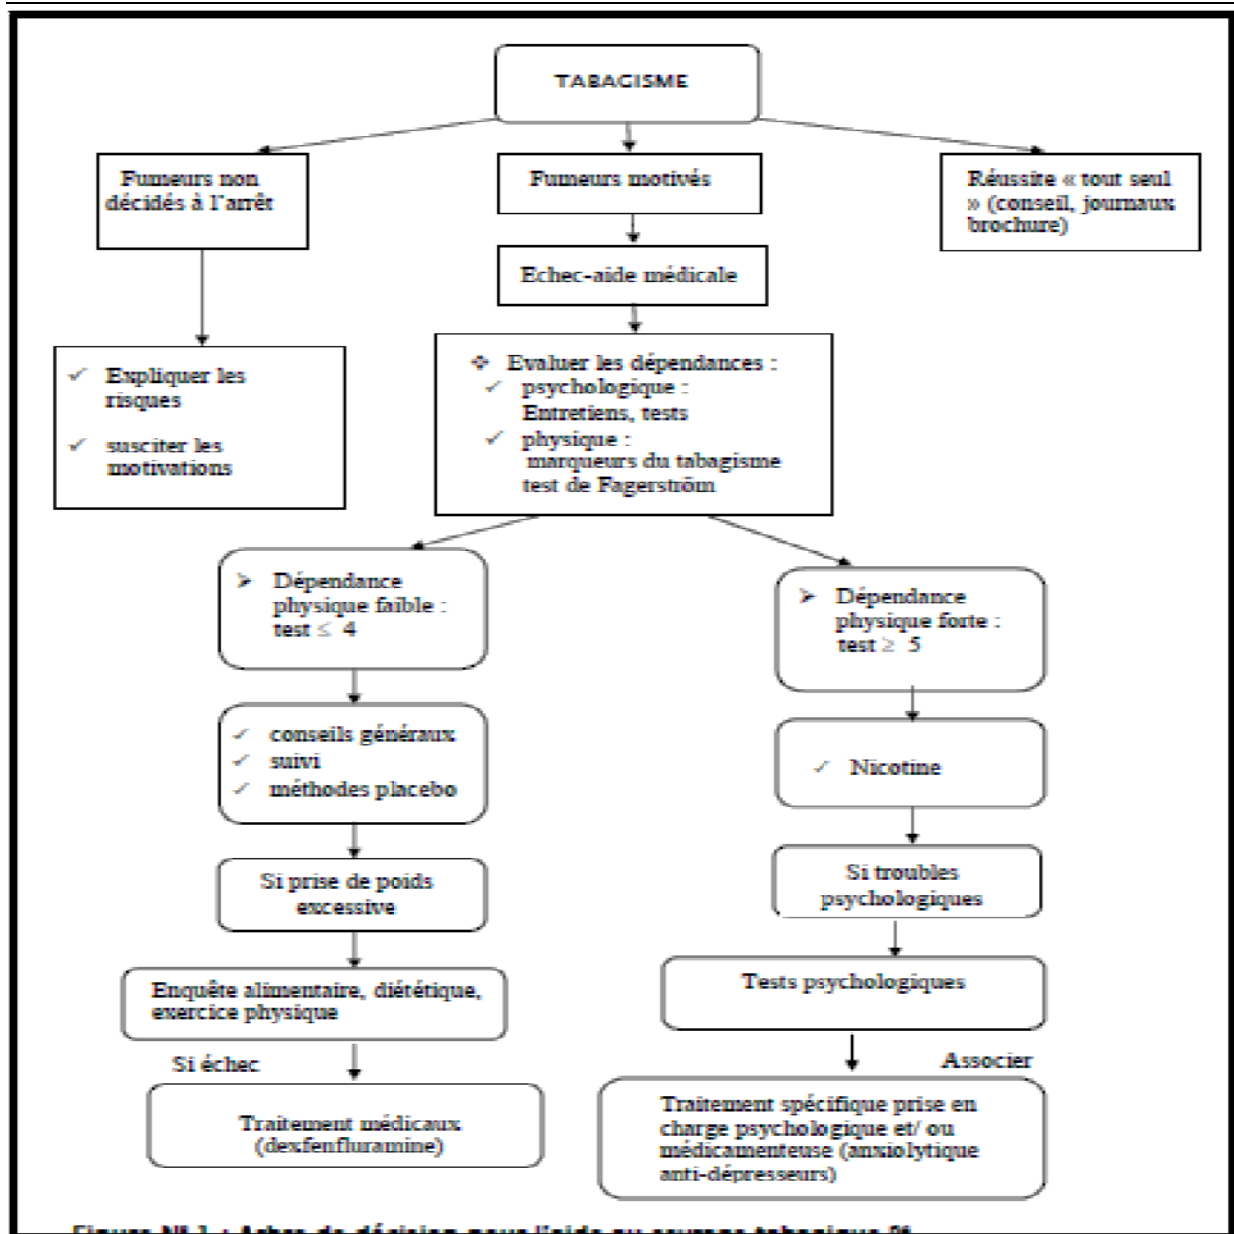 TABAGISME
Fumeurs non
décidés à l'arrêt
Fumeurs motivés
Réussite « tout seul
» (conseil, journaux
brochure)
Echec-aide médicale
✓ Expliquer les
risques
✓ susciter les
motivations
❖ Evaluer les dépendances :
✓ psychologique :
Entretiens, tests
✓ physique :
marqueurs du tabagisme
test de Fagerström
➤ Dépendance
physique faible :
test ≤ 4
➤ Dépendance
physique forte :
test ≥ 5
✓ conseils généraux
✓ suivi
✓ méthodes placebo
✓ Nicotine
Si prise de poids
excessive
Si troubles
psychologiques
Enquête alimentaire, diététique,
exercice physique
Tests psychologiques
Si échec
Associer
Traitement médicaux
(dexfenfluramine)
Traitement spécifique prise en
charge psychologique et/ ou
médicamenteuse (anxiolytique
anti-dépresseurs)